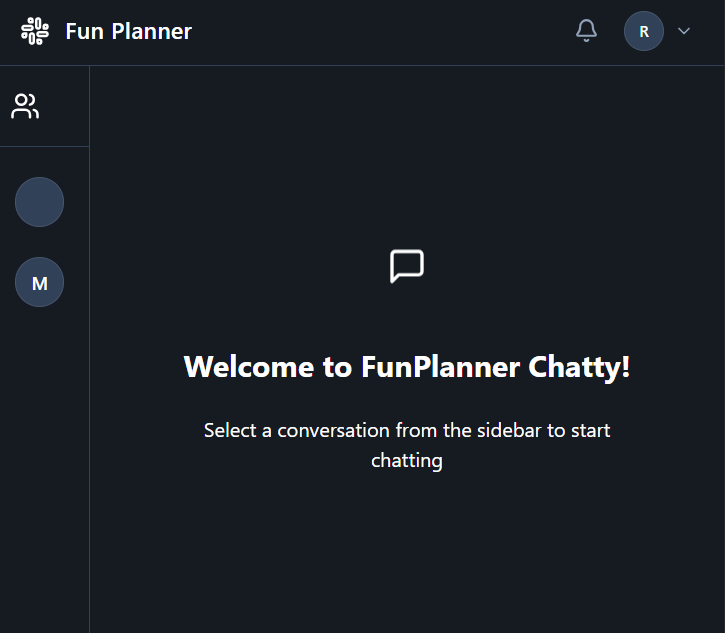 Fun Planner
R
M
Welcome to FunPlanner Chatty!
Select a conversation from the sidebar to start
chatting